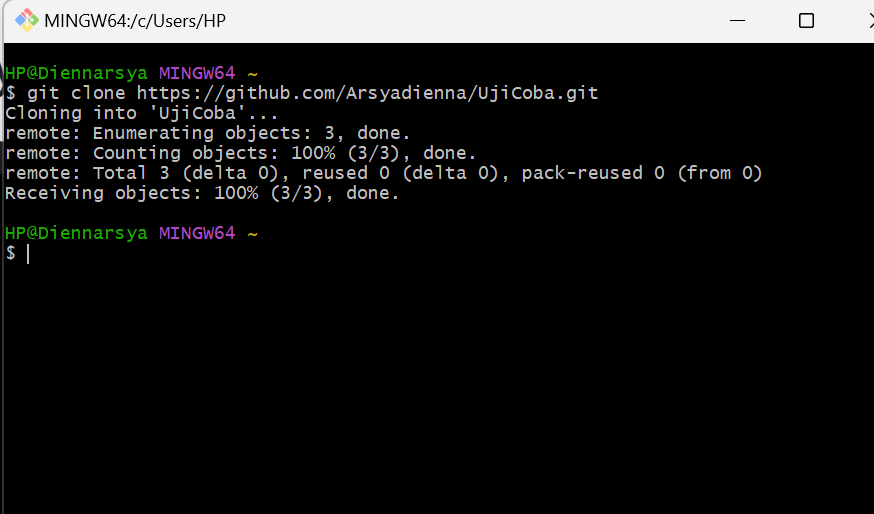 MINGW64:/c/Users/HP
HP@Diennarsya MINGW64 ~
$ git clone https://github.com/Arsyadienna/UjiCoba.git
Cloning into 'UjiCoba'...
remote: Enumerating objects: 3, done.
remote: Counting objects: 100% (3/3), done.
remote: Total 3 (delta 0), reused 0 (delta 0), pack-reused 0 (from 0)
Receiving objects: 100% (3/3), done.
HP@Diennarsya MINGW64 ~
$